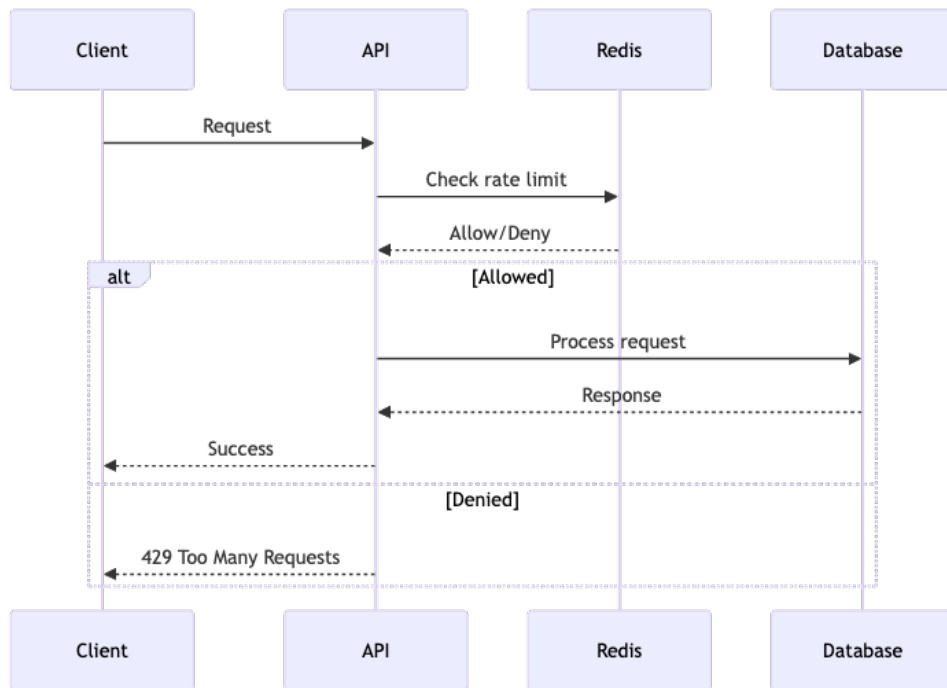 Client API Redis Database
Request
Check rate limit
Allow/Deny
alt [Allowed]
Process request
Response
Success
[Denied]
429 Too Many Requests
Client API Redis Database